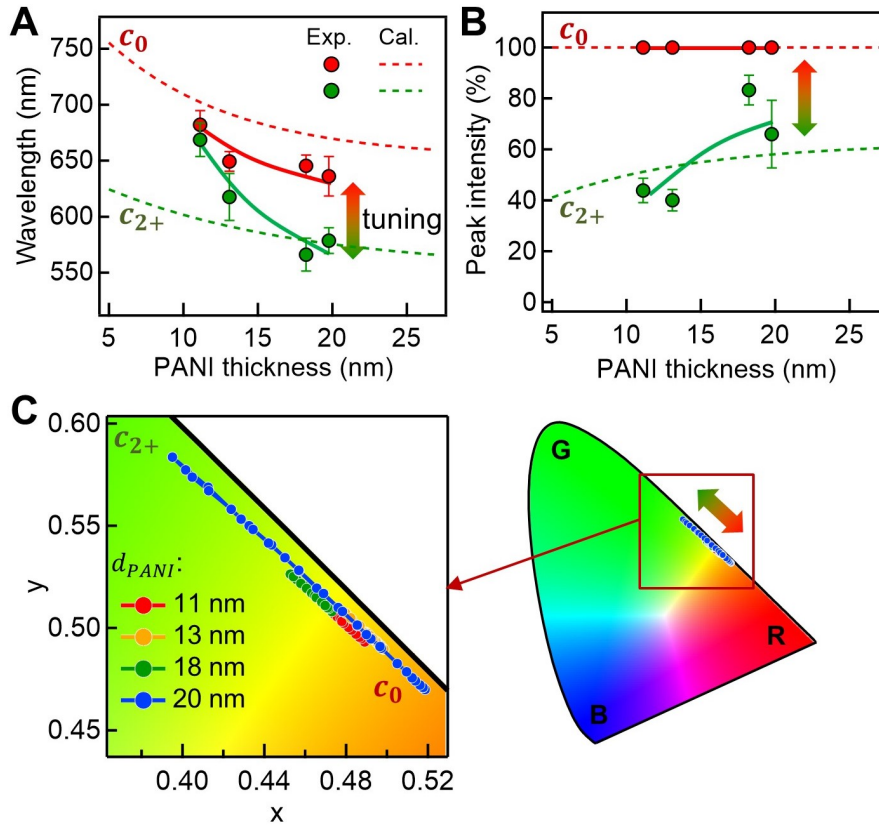 A
B
c0
Exp. Cal.
c2+
tuning
Wavelength (nm)
750
700
650
600
550
5 10 15 20 25
PANI thickness (nm)
c0
c2+
Peak intensity (%)
100
80
60
40
20
0
5 10 15 20 25
PANI thickness (nm)
C
c2+
dPANI:
11 nm
13 nm
18 nm
20 nm
c0
y
0.60
0.55
0.50
0.45
0.40 0.44 0.48 0.52
x
G
R
B